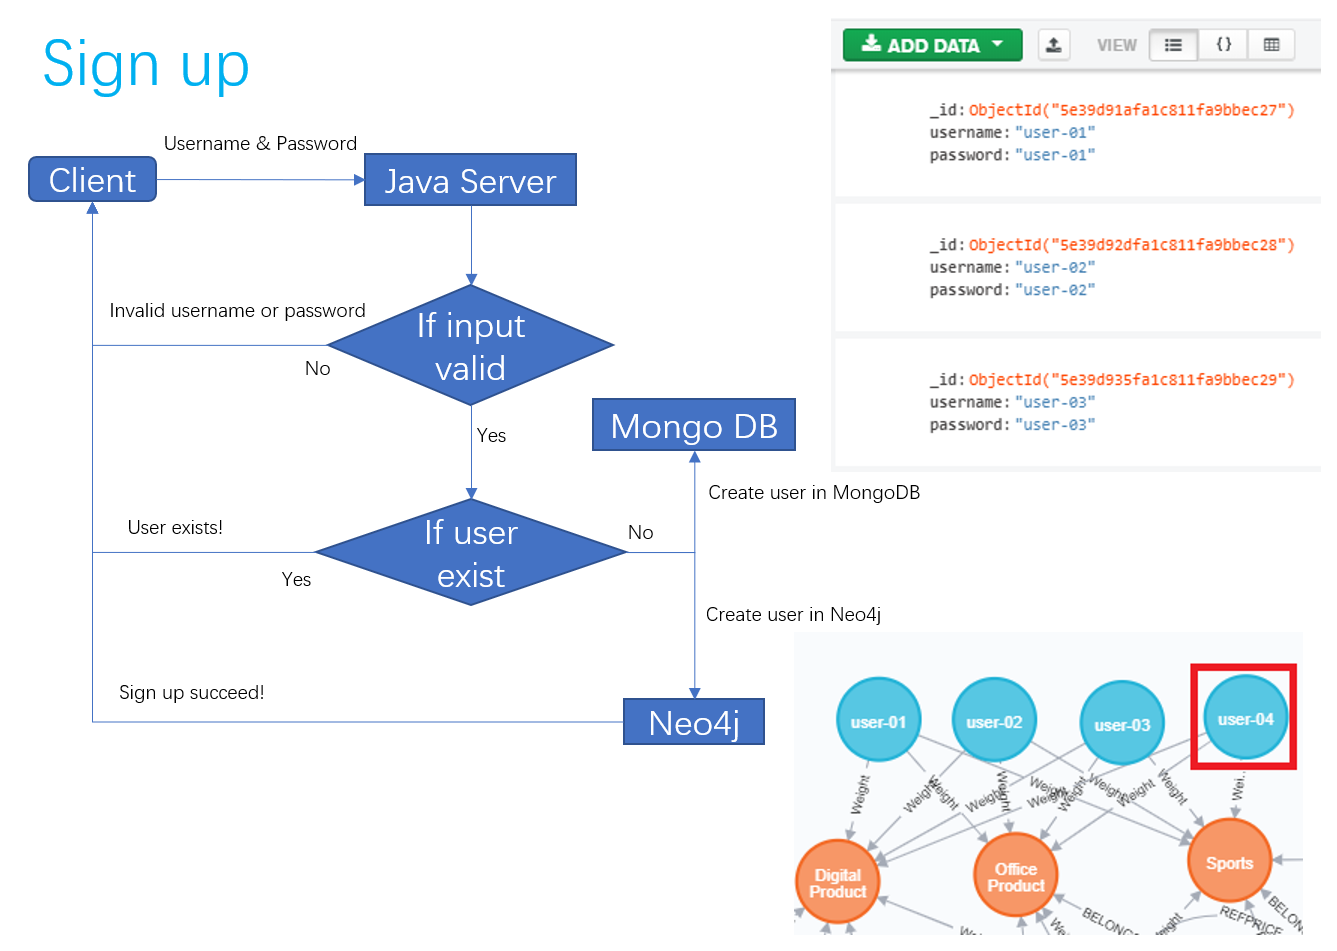 Sign up
Username & Password
Client
Java Server
Invalid username or password
If input
valid
No
Yes
Mongo DB
Create user in MongoDB
User exists!
If user
exist
No
Yes
Create user in Neo4j
Sign up succeed!
Neo4j
ADD DATA
VIEW
{}
_id: ObjectId("5e39d91afa1c811fa9bbec27")
username: "user-01"
password: "user-01"
_id: ObjectId("5e39d92dfa1c811fa9bbec28")
username: "user-02"
password: "user-02"
_id: ObjectId("5e39d935fa1c811fa9bbec29")
username: "user-03"
password: "user-03"
user-01
user-02
user-03
user-04
Weight
Weight
Weight
Weight
Weight
Weight
Weight
Weight
Weight
Weight
Weight
Wei...
Digital
Product
Office
Product
Sports
BELONG
REFPRICE
BELON